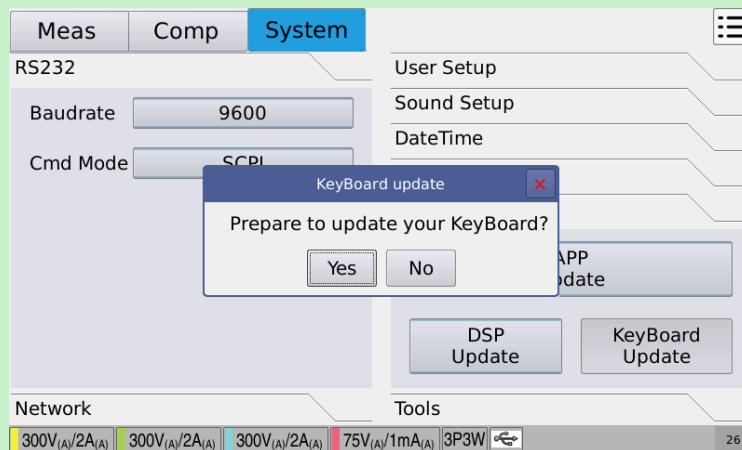 Meas Comp System
RS232
Baudrate 9600
Cmd Mode SCPI
User Setup
Sound Setup
DateTime
KeyBoard update
Prepare to update your KeyBoard?
Yes No
APP
DSP
Update
KeyBoard
Update
Network
Tools
300V(A)/2A(A) 300V(A)/2A(A) 300V(A)/2A(A) 75V(A)/1mA(A) 3P3W 26